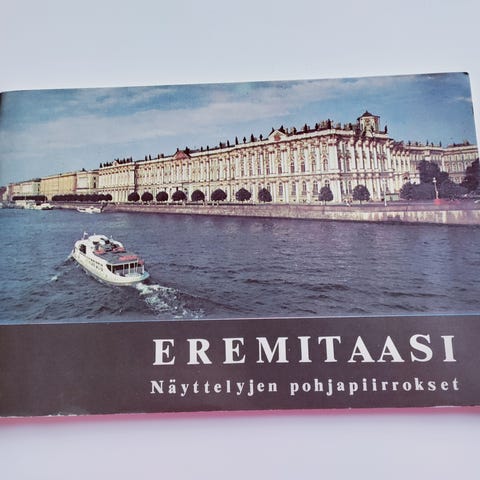 EREMITAASI
Näyttelyjen pohjapiirrokset